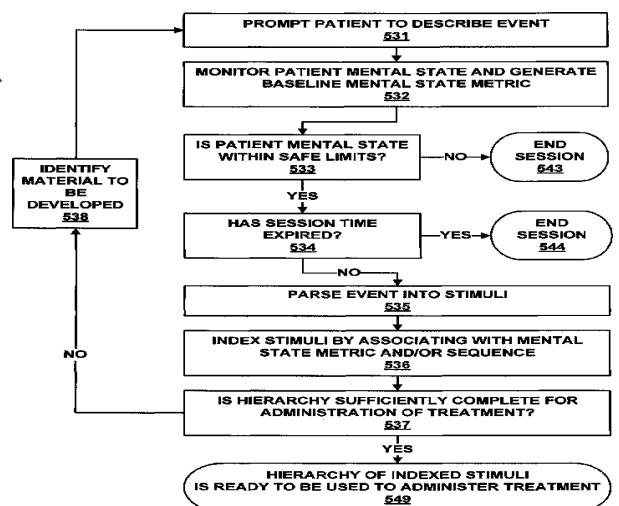 PROMPT PATIENT TO DESCRIBE EVENT
531
MONITOR PATIENT MENTAL STATE AND GENERATE
BASELINE MENTAL STATE METRIC
532
IS PATIENT MENTAL STATE
WITHIN SAFE LIMITS?
533
NO
END
SESSION
543
IDENTIFY
MATERIAL TO
BE
DEVELOPED
538
YES
HAS SESSION TIME
EXPIRED?
534
YES
END
SESSION
544
NO
PARSE EVENT INTO STIMULI
535
INDEX STIMULI BY ASSOCIATING WITH MENTAL
STATE METRIC AND/OR SEQUENCE
536
NO
IS HIERARCHY SUFFICIENTLY COMPLETE FOR
ADMINISTRATION OF TREATMENT?
537
YES
HIERARCHY OF INDEXED STIMULI
IS READY TO BE USED TO ADMINISTER TREATMENT
549